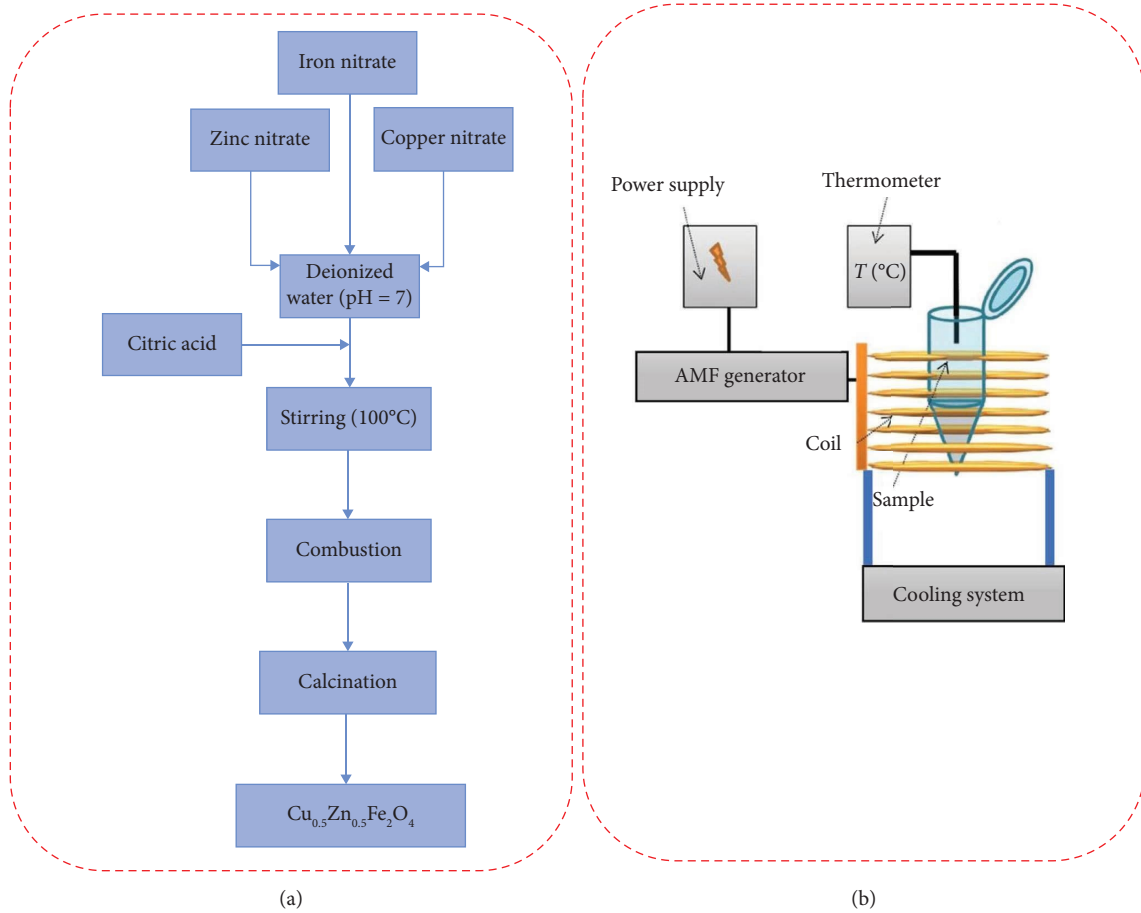 Iron nitrate
Zinc nitrate
Copper nitrate
Deionized
water (pH = 7)
Citric acid
Stirring (100°C)
Combustion
Calcination
Cu₀.₅Zn₀.₅Fe₂O₄
(a)
Power supply
Thermometer
T (°C)
AMF generator
Coil
Sample
Cooling system
(b)